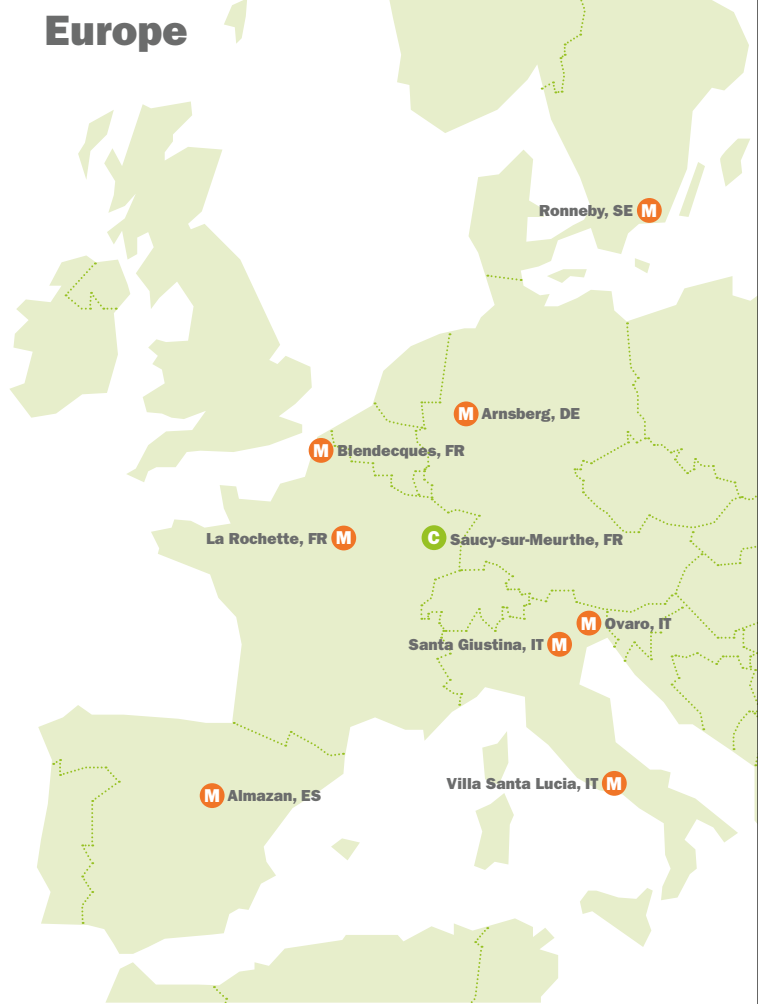 Europe
Ronneby, SE M
M Arnsberg, DE
M Blendecques, FR
La Rochette, FR M
C Saucy-sur-Meurthe, FR
M Ovaro, IT
Santa Giustina, IT M
Villa Santa Lucia, IT M
M Almazan, ES